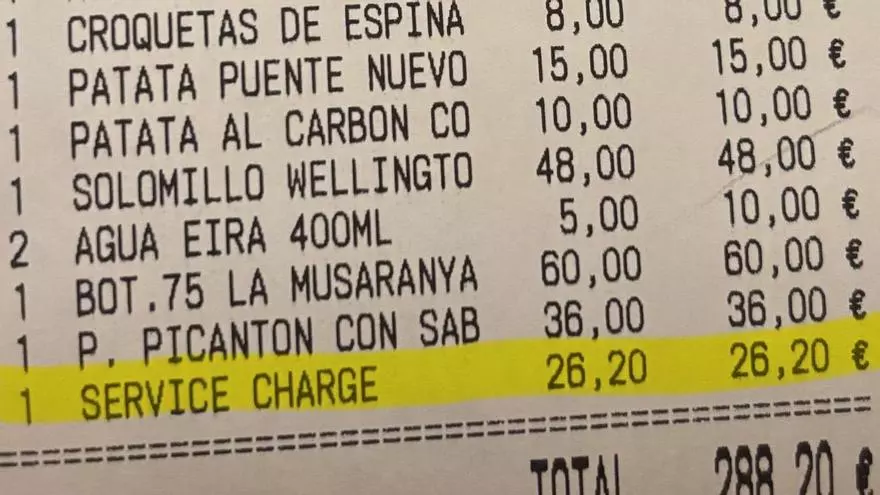 1 CROQUETAS DE ESPINA 8,00 8,00 €
1 PATATA PUENTE NUEVO 15,00 15,00 €
1 PATATA AL CARBON CO 10,00 10,00 €
1 SOLOMILLO WELLINGTO 48,00 48,00 €
2 AGUA EIRA 400ML 5,00 10,00 €
1 BOT.75 LA MUSARANYA 60,00 60,00 €
1 P. PICANTON CON SAB 36,00 36,00 €
1 SERVICE CHARGE 26,20 26,20 €
TOTAL 288,20 €